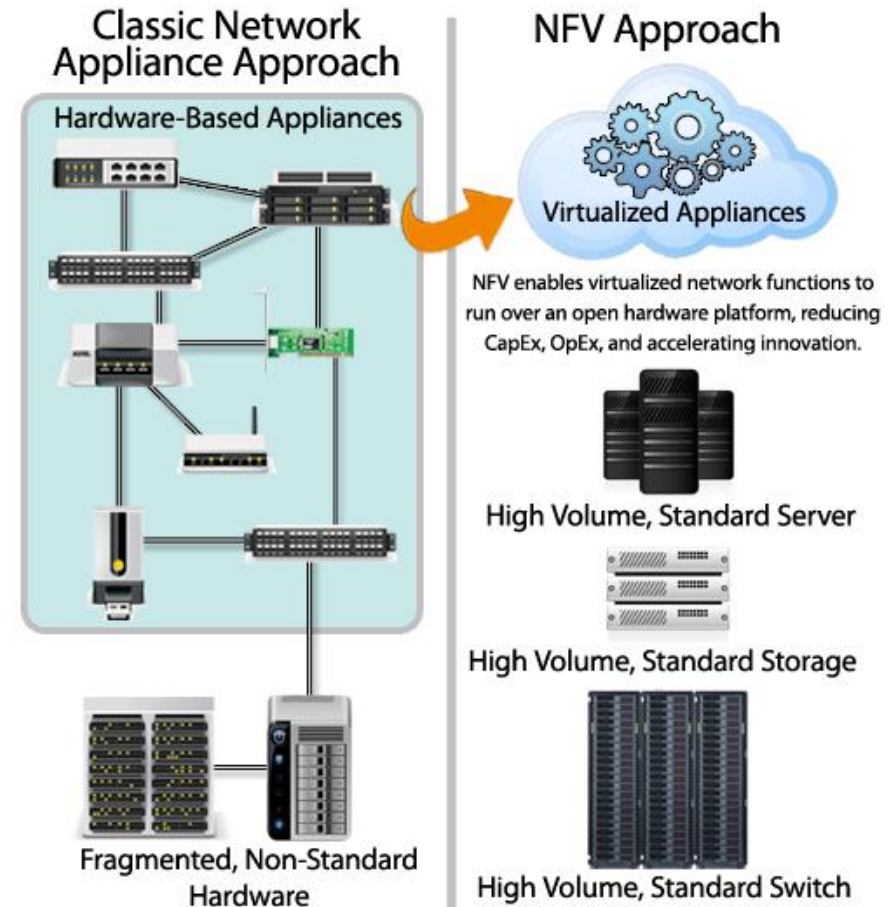 Classic Network
Appliance Approach
Hardware-Based Appliances
Fragmented, Non-Standard
Hardware
NFV Approach
Virtualized Appliances
NFV enables virtualized network functions to
run over an open hardware platform, reducing
CapEx, OpEx, and accelerating innovation.
High Volume, Standard Server
High Volume, Standard Storage
High Volume, Standard Switch